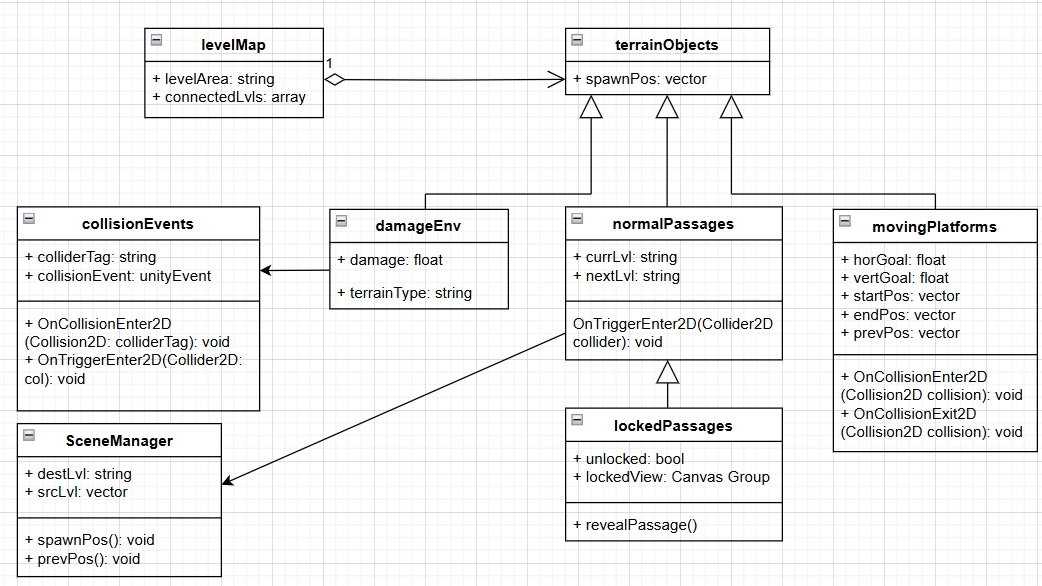 levelMap
+ levelArea: string
+ connectedLvls: array
1
terrainObjects
+ spawnPos: vector
collisionEvents
+ colliderTag: string
+ collisionEvent: unityEvent
+ OnCollisionEnter2D
(Collision2D: colliderTag): void
+ OnTriggerEnter2D(Collider2D:
col): void
damageEnv
+ damage: float
+ terrainType: string
normalPassages
+ currLvl: string
+ nextLvl: string
OnTriggerEnter2D(Collider2D
collider): void
movingPlatforms
+ horGoal: float
+ vertGoal: float
+ startPos: vector
+ endPos: vector
+ prevPos: vector
+ OnCollisionEnter2D
(Collision2D collision): void
+ OnCollisionExit2D
(Collision2D collision): void
SceneManager
+ destLvl: string
+ srcLvl: vector
+ spawnPos(): void
+ prevPos(): void
lockedPassages
+ unlocked: bool
+ lockedView: Canvas Group
+ revealPassage()